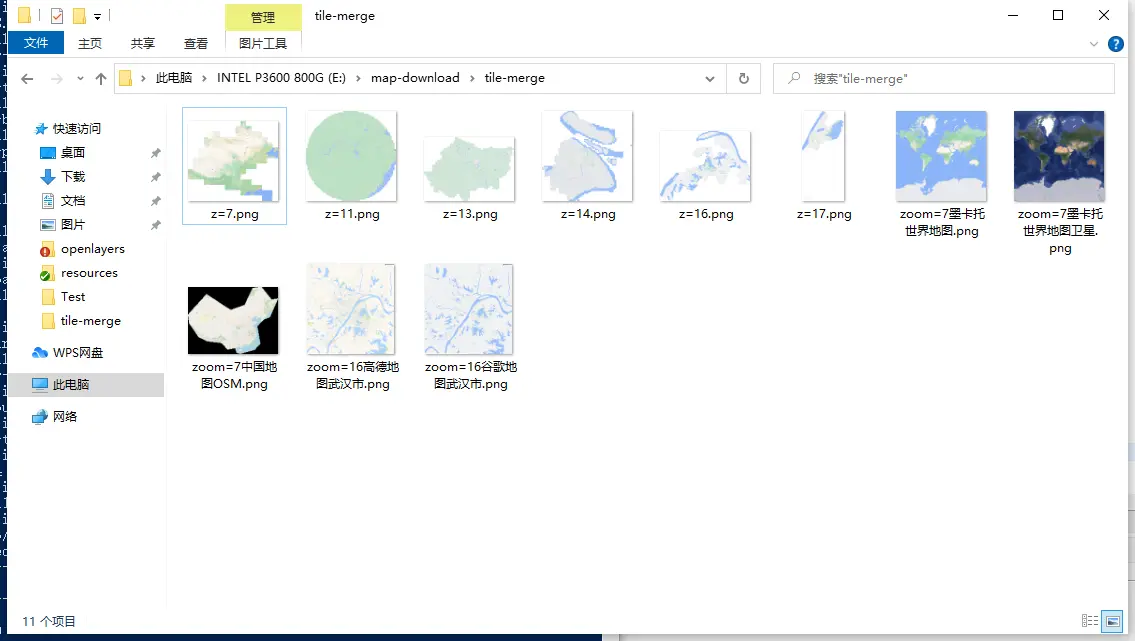 管理
tile-merge
文件
主页
共享
查看
图片工具
此电脑
INTEL P3600 800G (E:)
map-download
tile-merge
搜索"tile-merge"
快速访问
桌面
下载
文档
图片
openlayers
resources
Test
tile-merge
WPS网盘
此电脑
网络
z=7.png
z=11.png
z=13.png
z=14.png
z=16.png
z=17.png
zoom=7墨卡托
世界地图.png
zoom=7墨卡托
世界地图卫星.
png
zoom=7中国地
图OSM.png
zoom=16高德地
图武汉市.png
zoom=16谷歌地
图武汉市.png
11 个项目